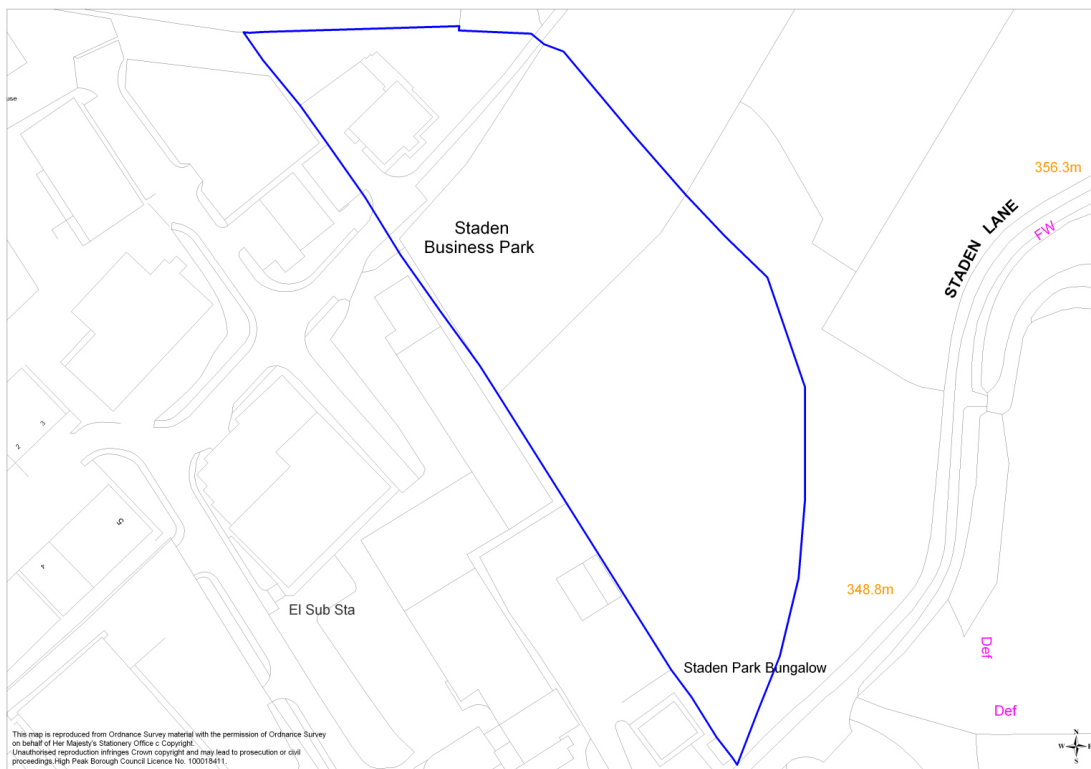 use
Staden
Business Park
356.3m
STADEN LANE
FW
3
2
5
4
El Sub Sta
348.8m
Staden Park Bungalow
Def
Def
This map is reproduced from Ordnance Survey material with the permission of Ordnance Survey
on behalf of Her Majesty's Stationery Office c Copyright.
Unauthorised reproduction infringes Crown copyright and may lead to prosecution or civil
proceedings.High Peak Borough Council Licence No. 100018411.
N
W E
S